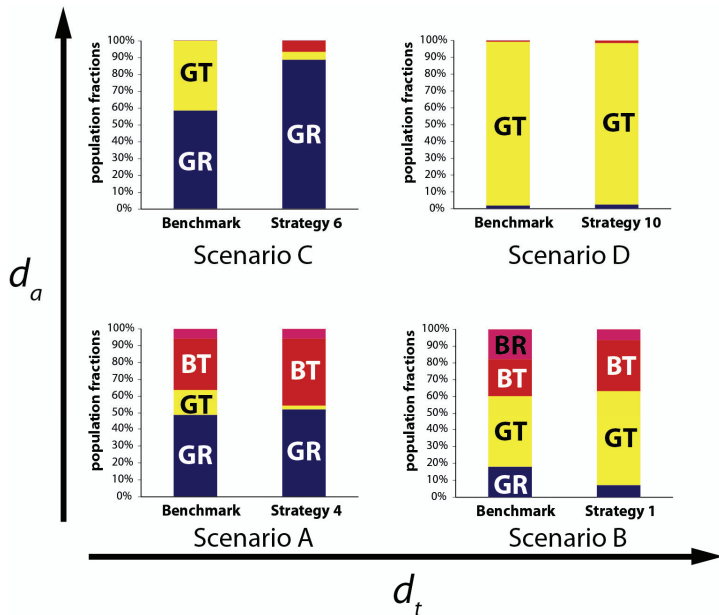 population fractions
100%
90%
80%
70%
60%
50%
40%
30%
20%
10%
0%
GT
GR
GR
Benchmark
Strategy 6
Scenario C
population fractions
100%
90%
80%
70%
60%
50%
40%
30%
20%
10%
0%
GT
GT
Benchmark
Strategy 10
Scenario D
d_a
population fractions
100%
90%
80%
70%
60%
50%
40%
30%
20%
10%
0%
BT
GT
GR
BT
GR
Benchmark
Strategy 4
Scenario A
population fractions
100%
90%
80%
70%
60%
50%
40%
30%
20%
10%
0%
BR
BT
GT
GR
BT
GT
Benchmark
Strategy 1
Scenario B
d_t